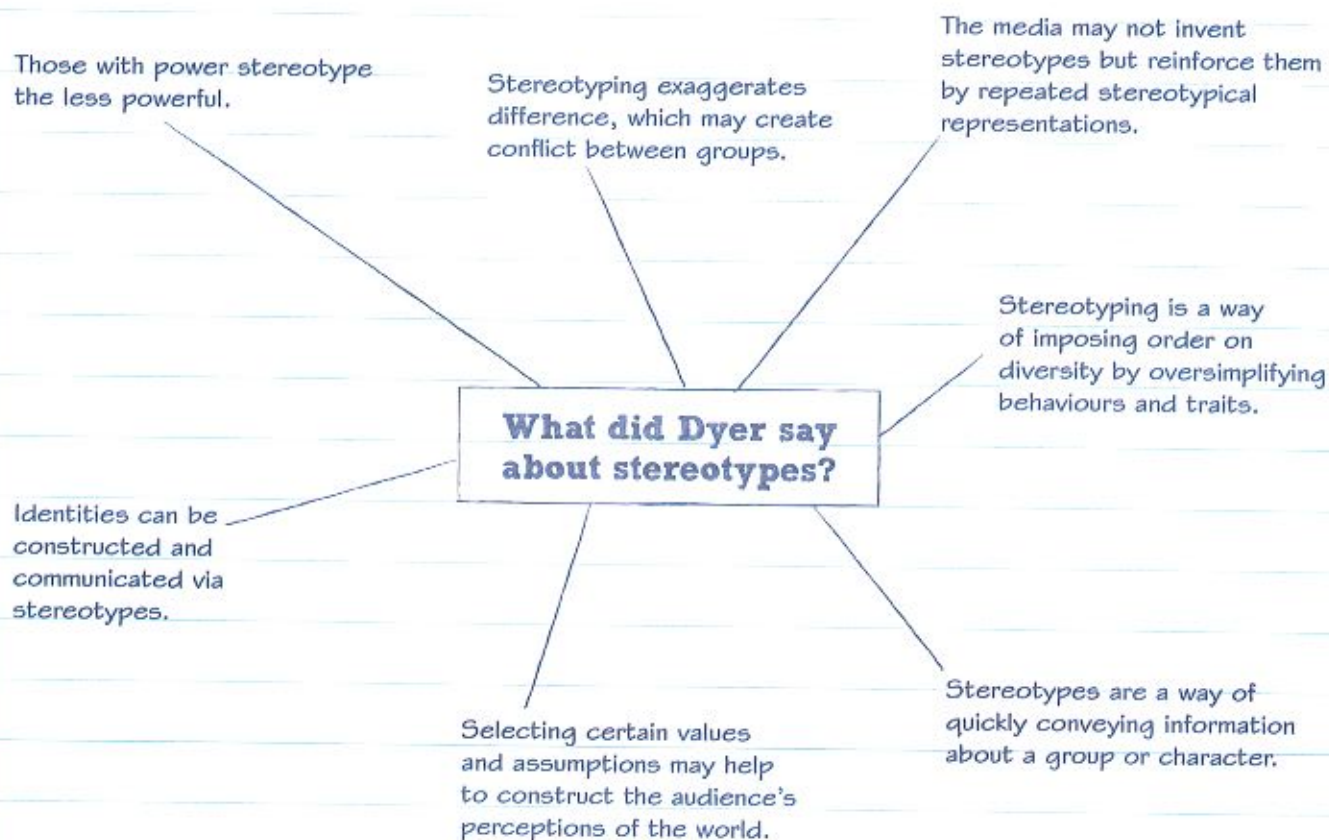 Those with power stereotype
the less powerful.
Stereotyping exaggerates
difference, which may create
conflict between groups.
The media may not invent
stereotypes but reinforce them
by repeated stereotypical
representations.
Stereotyping is a way
of imposing order on
diversity by oversimplifying
behaviours and traits.
What did Dyer say
about stereotypes?
Identities can be
constructed and
communicated via
stereotypes.
Selecting certain values
and assumptions may help
to construct the audience's
perceptions of the world.
Stereotypes are a way of
quickly conveying information
about a group or character.